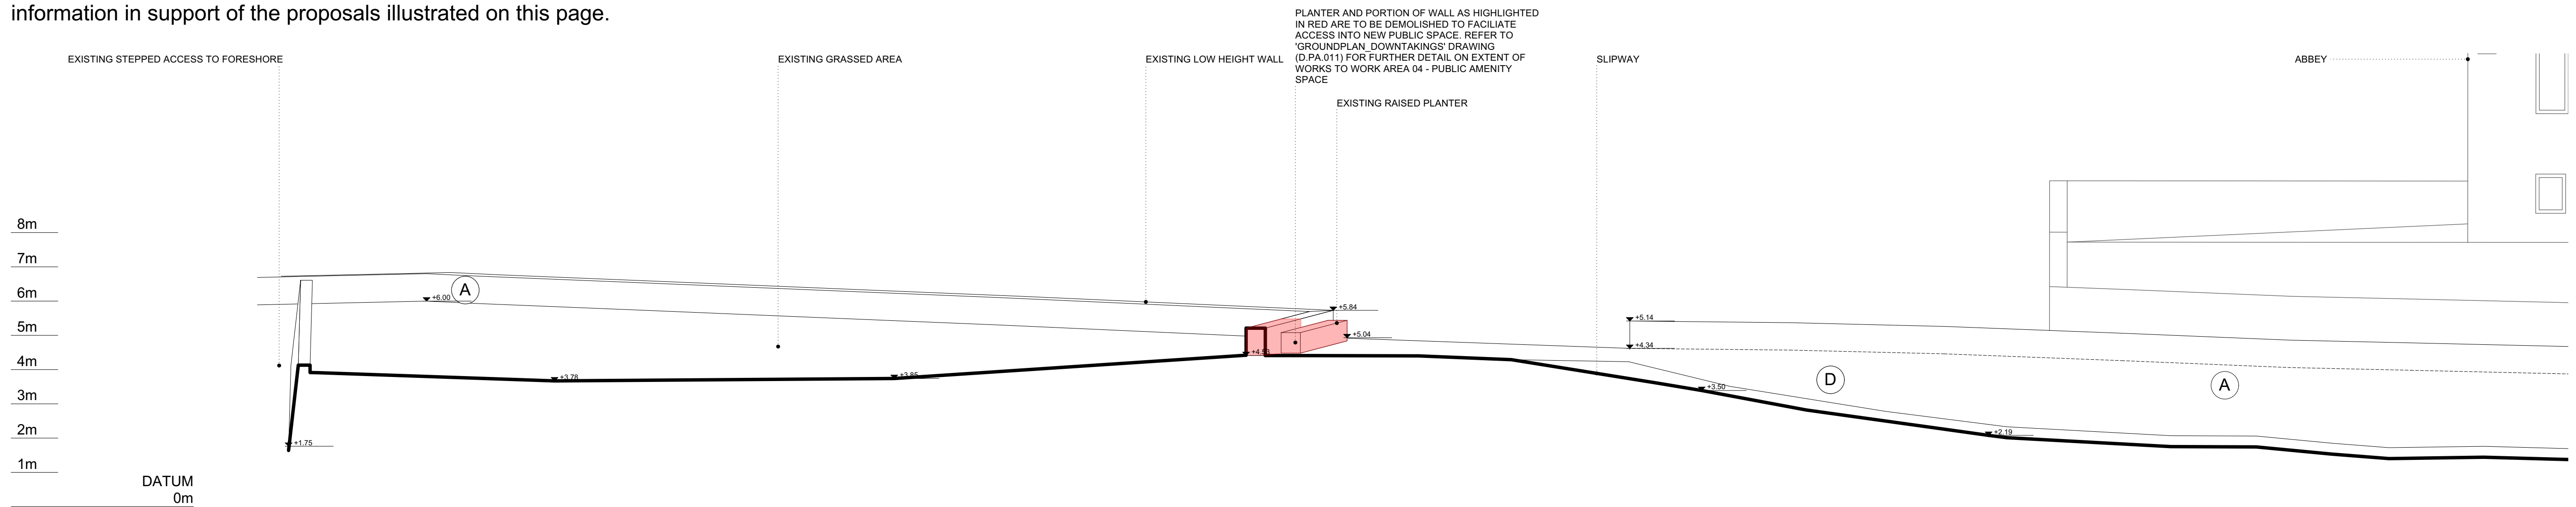 information in support of the proposals illustrated on this page.
PLANTER AND PORTION OF WALL AS HIGHLIGHTED
IN RED ARE TO BE DEMOLISHED TO FACILIATE
ACCESS INTO NEW PUBLIC SPACE. REFER TO
'GROUNDPLAN_DOWNTAKINGS' DRAWING
(D.PA.011) FOR FURTHER DETAIL ON EXTENT OF
WORKS TO WORK AREA 04 - PUBLIC AMENITY
SPACE
EXISTING STEPPED ACCESS TO FORESHORE
EXISTING GRASSED AREA
EXISTING LOW HEIGHT WALL
SLIPWAY
ABBEY
EXISTING RAISED PLANTER
8m
7m
6m
5m
4m
3m
2m
1m
DATUM
0m
A
+6.00
+5.84
+5.14
+5.04
+4.34
+3.78
+3.85
+3.50
D
A
+1.75
+2.19